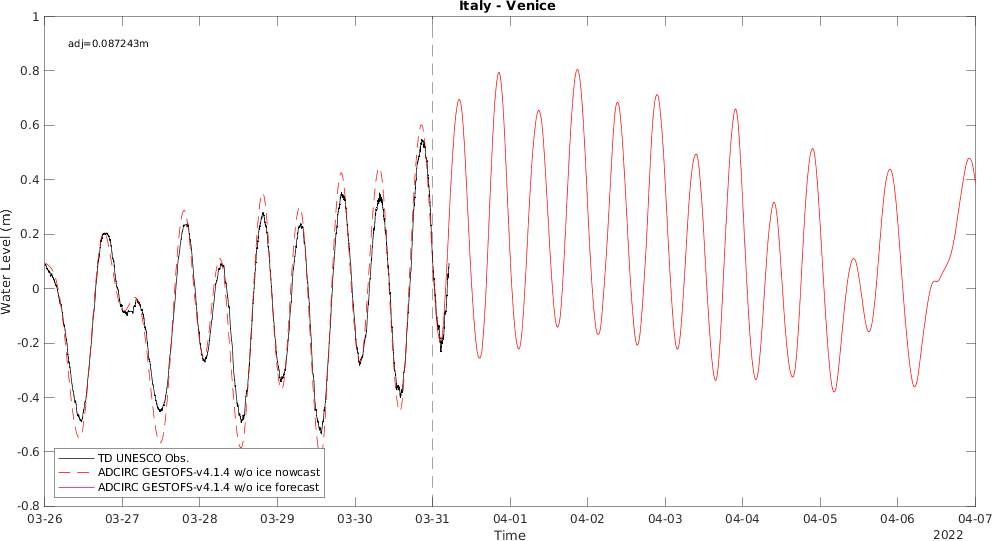 Italy - Venice
adj=0.087243m
Water Level (m)
1
0.8
0.6
0.4
0.2
0
-0.2
-0.4
-0.6
-0.8
TD UNESCO Obs.
ADCIRC GESTOFS-v4.1.4 w/o ice nowcast
ADCIRC GESTOFS-v4.1.4 w/o ice forecast
03-26 03-27 03-28 03-29 03-30 03-31 04-01 04-02 04-03 04-04 04-05 04-06 04-07
Time
2022